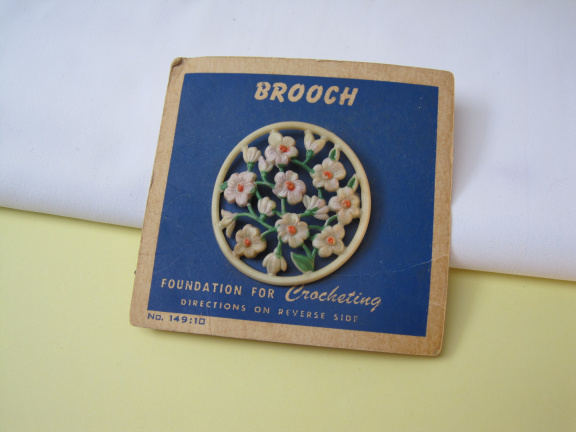 BROOCH
FOUNDATION FOR Crocheting
DIRECTIONS ON REVERSE SIDE
NO. 149:10